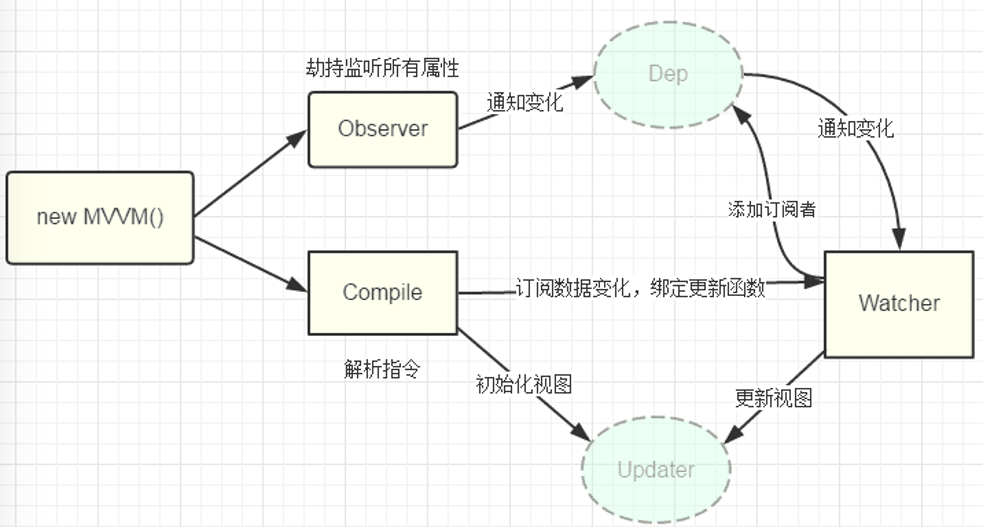 劫持监听所有属性
Observer
通知变化
Dep
通知变化
new MVVM()
添加订阅者
Compile
订阅数据变化，绑定更新函数
Watcher
解析指令
初始化视图
更新视图
Updater